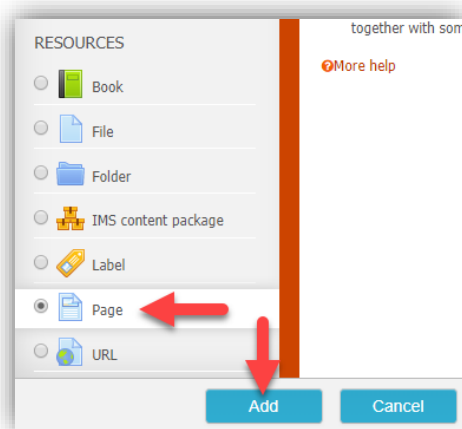 RESOURCES
Book
File
Folder
IMS content package
Label
Page
URL
together with som
More help
Add
Cancel